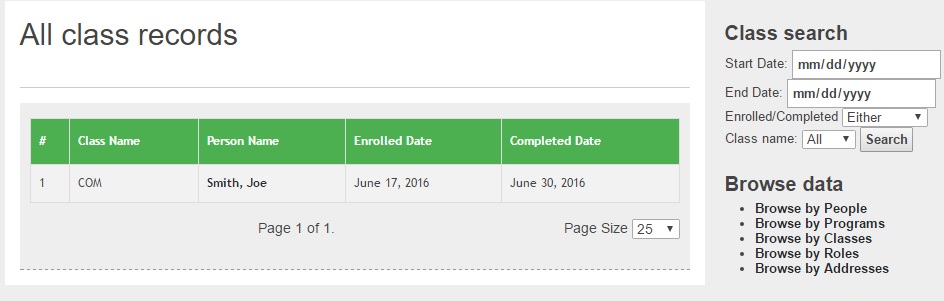 All class records
# Class Name Person Name Enrolled Date Completed Date
1 COM Smith, Joe June 17, 2016 June 30, 2016
Page 1 of 1. Page Size 25
Class search
Start Date: mm/dd/yyyy
End Date: mm/dd/yyyy
Enrolled/Completed Either
Class name: All Search
Browse data
• Browse by People
• Browse by Programs
• Browse by Classes
• Browse by Roles
• Browse by Addresses